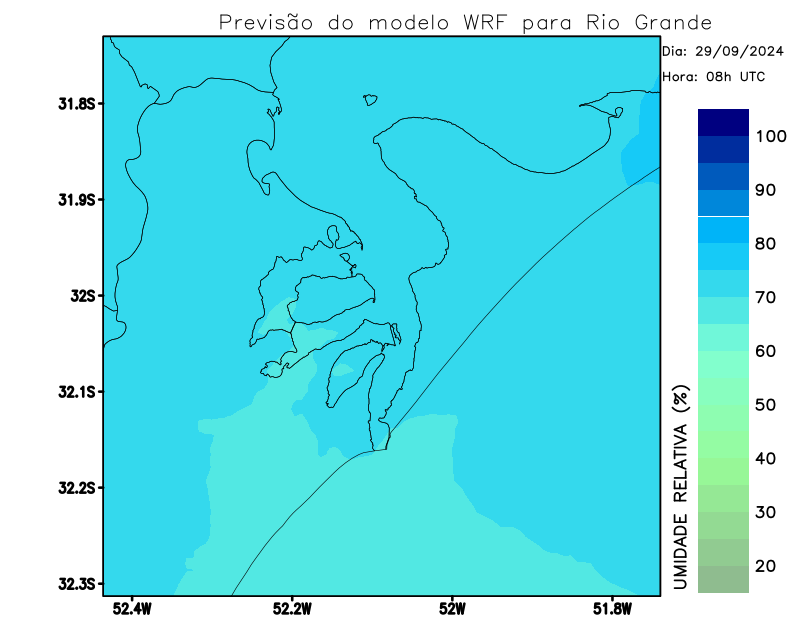 Previsão do modelo WRF para Rio Grande
Dia: 29/09/2024
Hora: 08h UTC
31.8S
31.9S
32S
32.1S
32.2S
32.3S
52.4W
52.2W
52W
51.8W
100
90
80
70
60
50
40
30
20
UMIDADE RELATIVA (%)